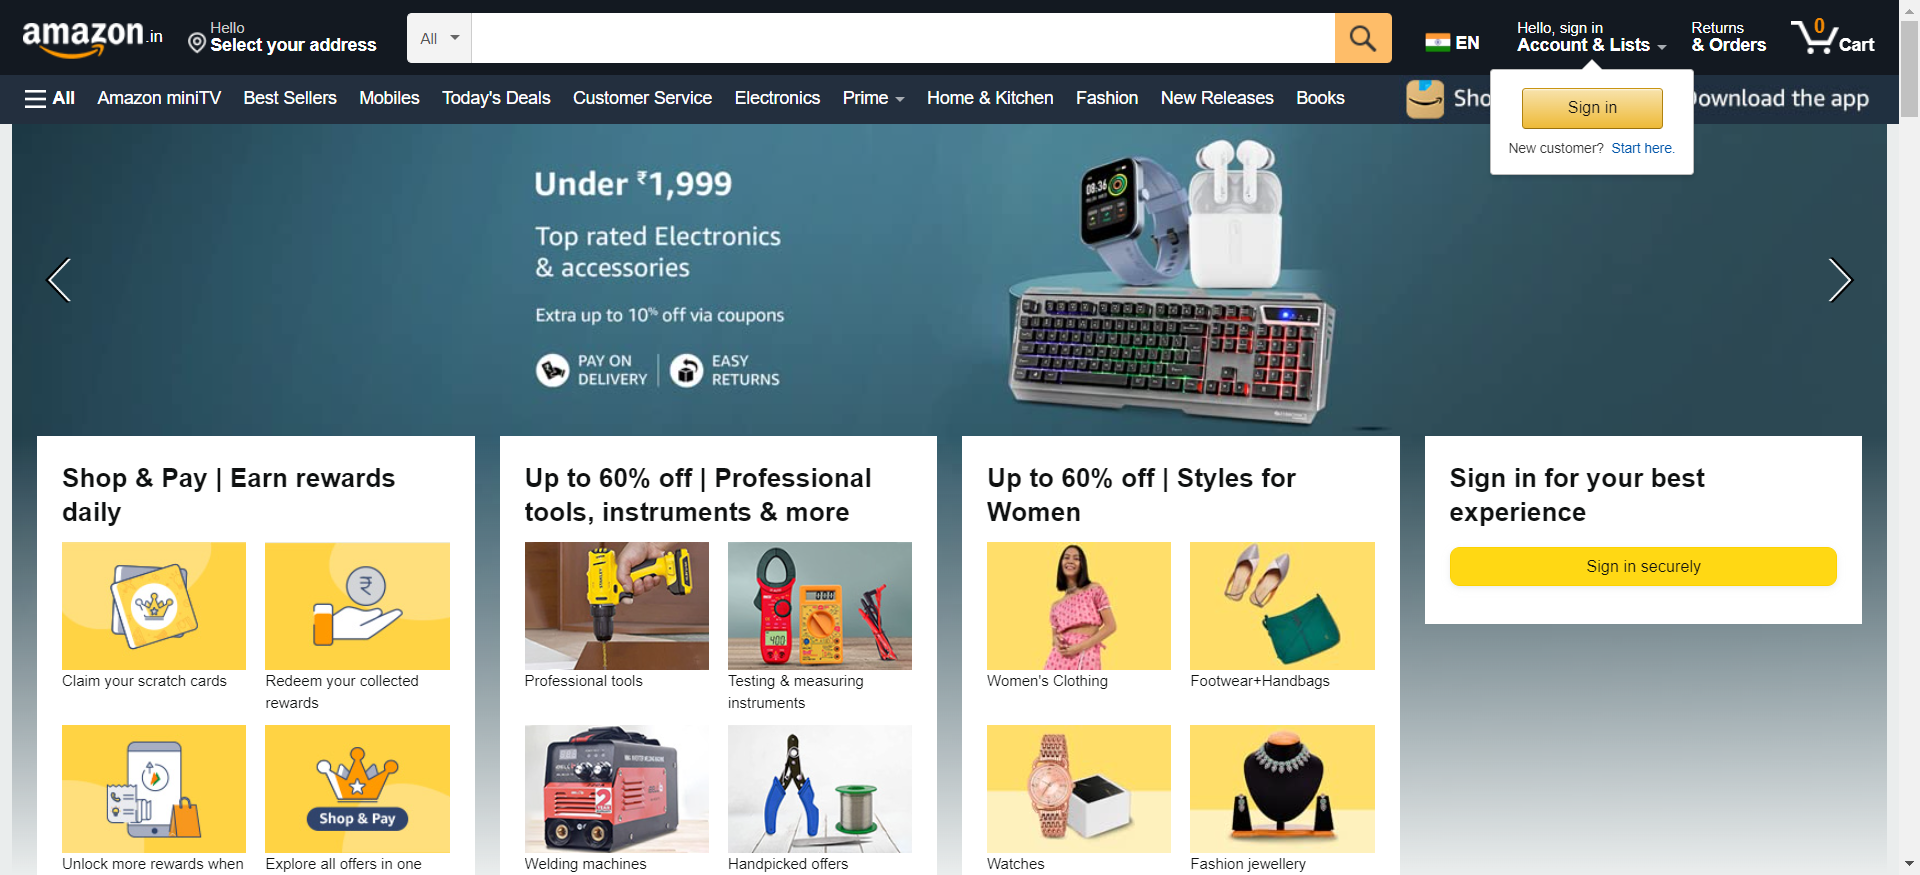 amazon.in
Hello
Select your address
All
EN
Hello, sign in
Account & Lists
Returns
& Orders
0
Cart
All
Amazon miniTV
Best Sellers
Mobiles
Today's Deals
Customer Service
Electronics
Prime
Home & Kitchen
Fashion
New Releases
Books
Sho
ownload the app
Sign in
New customer? Start here.
Under ₹1,999
Top rated Electronics
& accessories
Extra up to 10% off via coupons
PAY ON
DELIVERY
EASY
RETURNS
08:36
Shop & Pay | Earn rewards
daily
Claim your scratch cards
Redeem your collected
rewards
Shop & Pay
Unlock more rewards when
Explore all offers in one
Up to 60% off | Professional
tools, instruments & more
STANLEY
Professional tools
400
000
Testing & measuring
instruments
2
Welding machines
Handpicked offers
Up to 60% off | Styles for
Women
Women's Clothing
Footwear+Handbags
Watches
Fashion jewellery
Sign in for your best
experience
Sign in securely